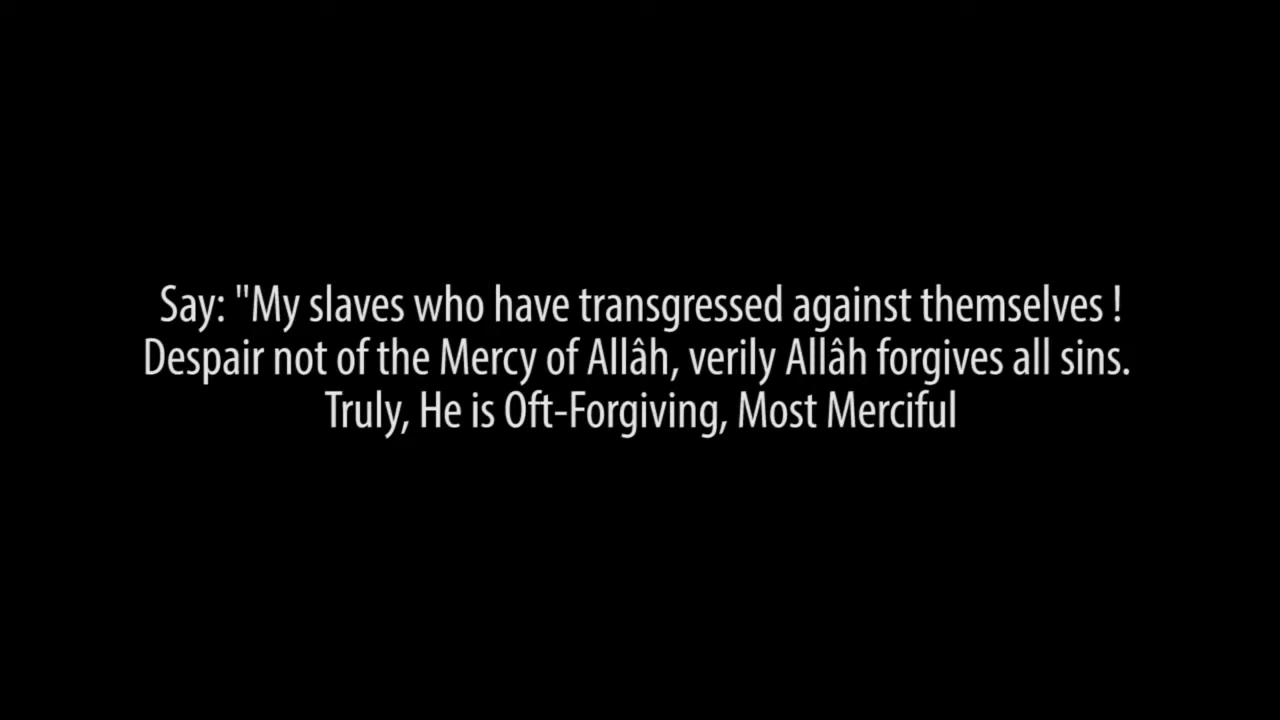 Say: "My slaves who have transgressed against themselves !
Despair not of the Mercy of Allâh, verily Allâh forgives all sins.
Truly, He is Oft-Forgiving, Most Merciful